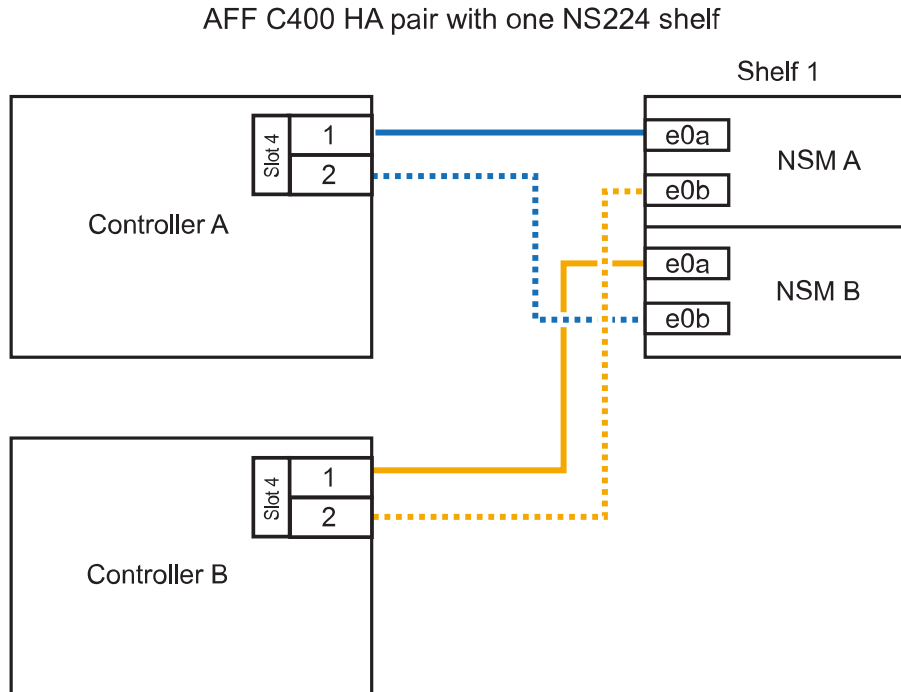 AFF C400 HA pair with one NS224 shelf
Shelf 1
Controller A
Slot 4
1
2
e0a
e0b
NSM A
e0a
e0b
NSM B
Controller B
Slot 4
1
2